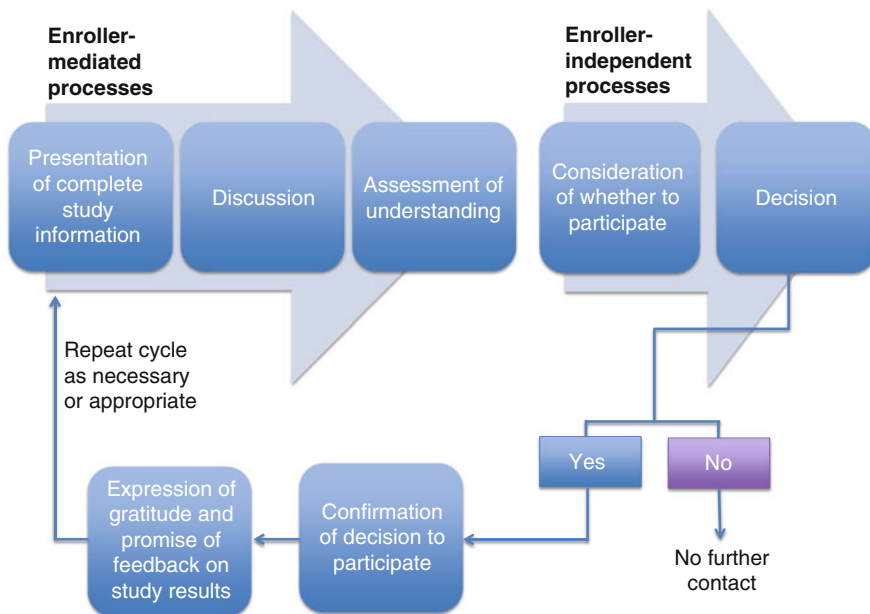 Enroller-
mediated
processes
Presentation
of complete
study
information
Discussion
Assessment of
understanding
Enroller-
independent
processes
Consideration
of whether to
participate
Decision
Repeat cycle
as necessary
or appropriate
Yes
No
Expression of
gratitude and
promise of
feedback on
study results
Confirmation
of decision to
participate
No further
contact